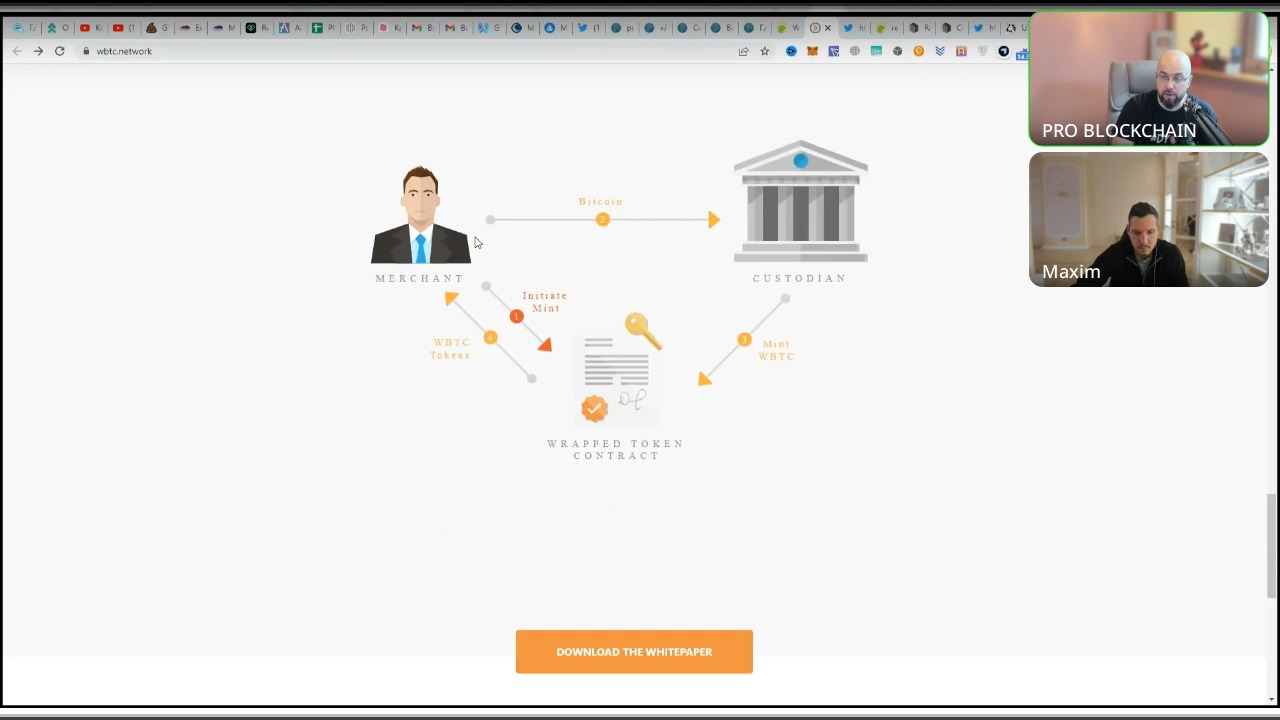 wbtc.network
PRO BLOCKCHAIN
Maxim
Bitcoin
2
MERCHANT
CUSTODIAN
Initiate
Mint
1
WBTC
Tokens
4
3
Mint
WBTC
WRAPPED TOKEN
CONTRACT
DOWNLOAD THE WHITEPAPER